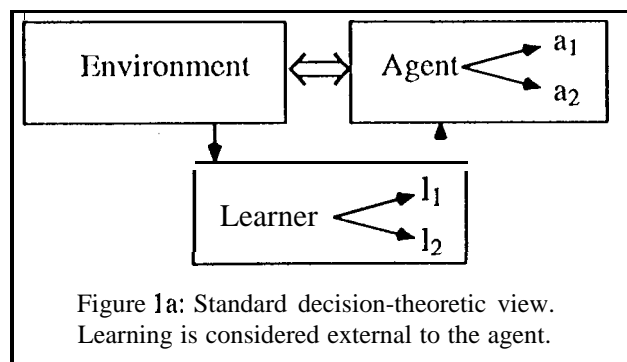 Environment
Agent
a1
a2
Learner
l1
l2
Figure 1a: Standard decision-theoretic view.
Learning is considered external to the agent.